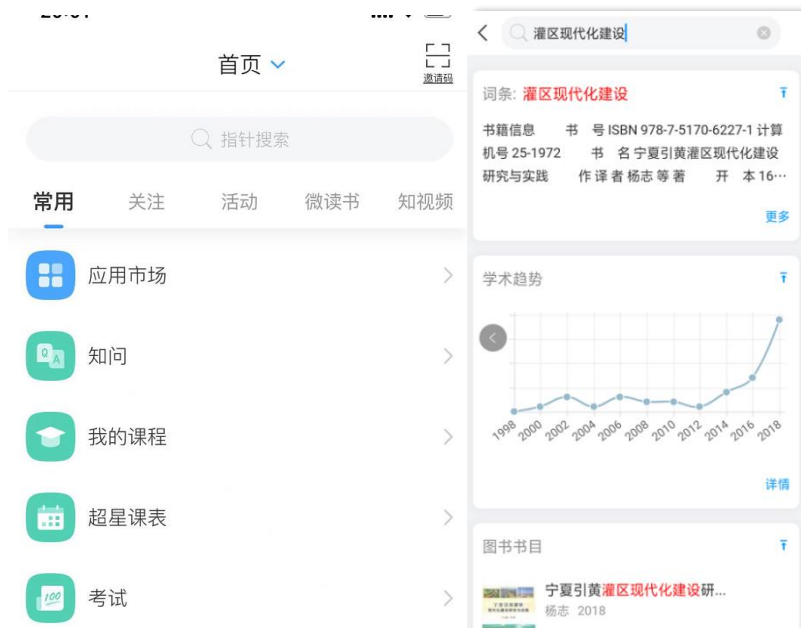 首页
邀请码
指针搜索
常用 关注 活动 微读书 知视频
应用市场
知问
我的课程
超星课表
考试
灌区现代化建设
词条: 灌区现代化建设
书籍信息 书 号 ISBN 978-7-5170-6227-1 计算
机号 25-1972 书 名 宁夏引黄灌区现代化建设
研究与实践 作 译 者 杨志 等 著 开 本 16…
更多
学术趋势
1998 2000 2002 2004 2006 2008 2010 2012 2014 2016 2018
详情
图书书目
宁夏引黄灌区现代化建设研...
杨志 2018